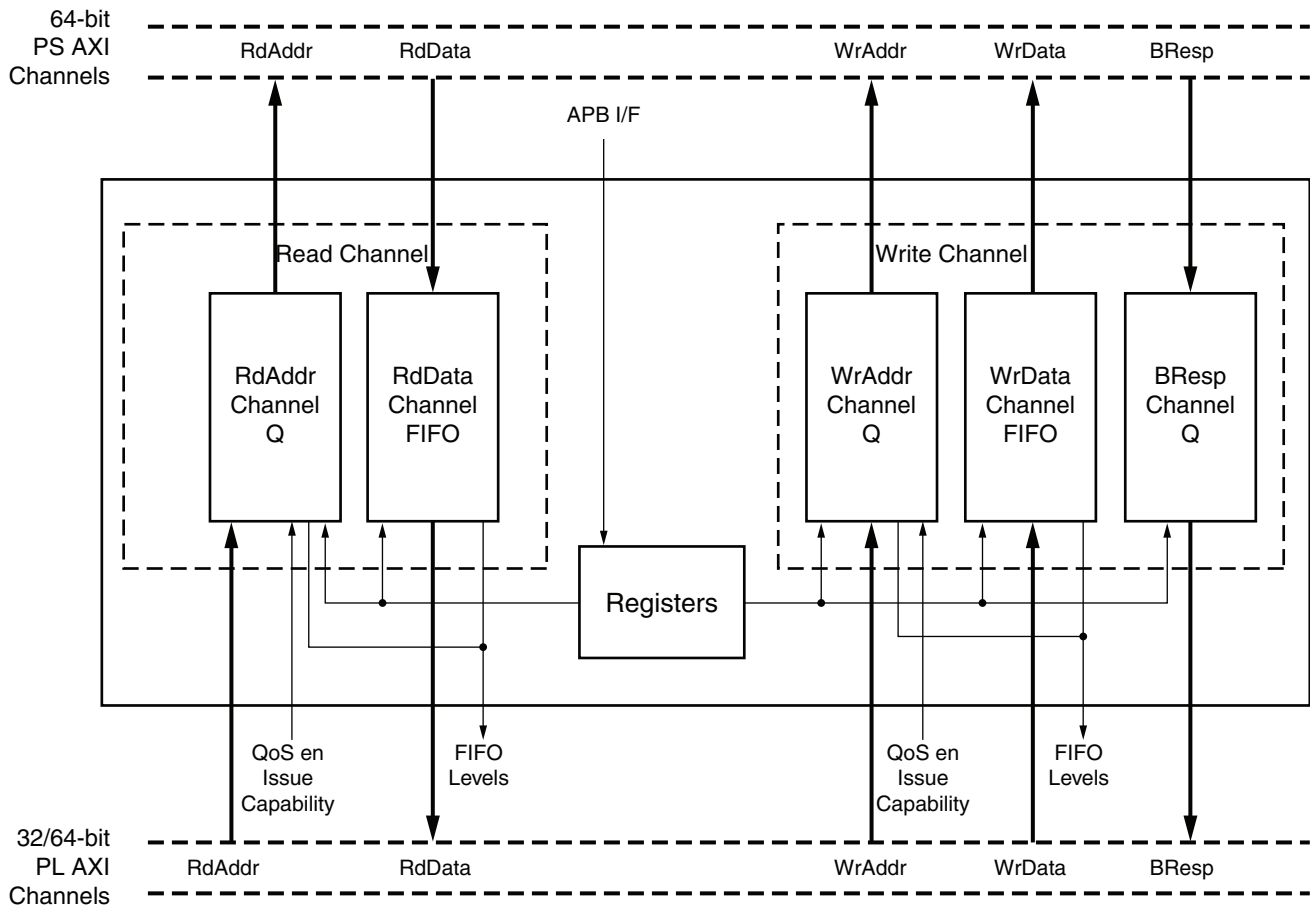 64-bit
PS AXI
Channels
RdAddr
RdData
WrAddr
WrData
BResp
APB I/F
Read Channel
Write Channel
RdAddr
Channel
Q
RdData
Channel
FIFO
WrAddr
Channel
Q
WrData
Channel
FIFO
BResp
Channel
Q
Registers
QoS en
Issue
Capability
FIFO
Levels
QoS en
Issue
Capability
FIFO
Levels
32/64-bit
PL AXI
Channels
RdAddr
RdData
WrAddr
WrData
BResp